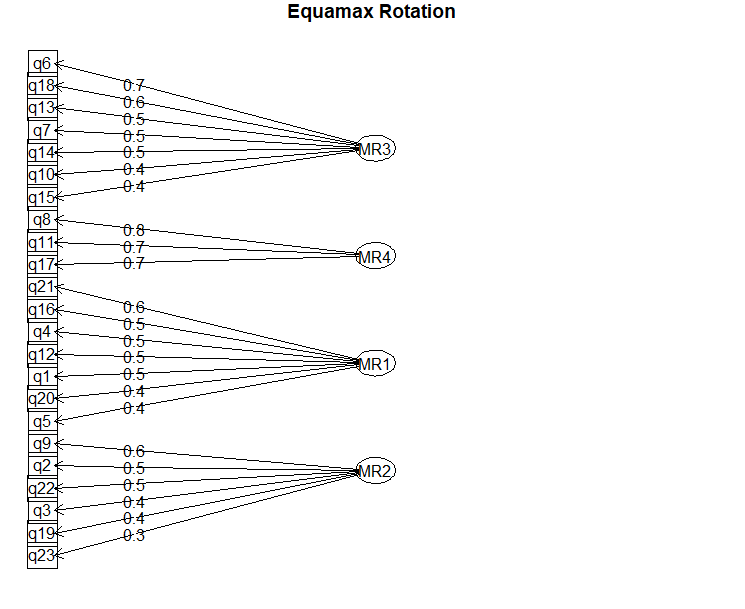 Equamax Rotation
q6
q18
q13
q7
q14
q10
q15
q8
q11
q17
q21
q16
q4
q12
q1
q20
q5
q9
q2
q22
q3
q19
q23
0.7
0.6
0.5
0.5
0.5
0.4
0.4
0.8
0.7
0.7
0.6
0.5
0.5
0.5
0.5
0.4
0.4
0.6
0.5
0.5
0.4
0.4
0.3
MR3
MR4
MR1
MR2